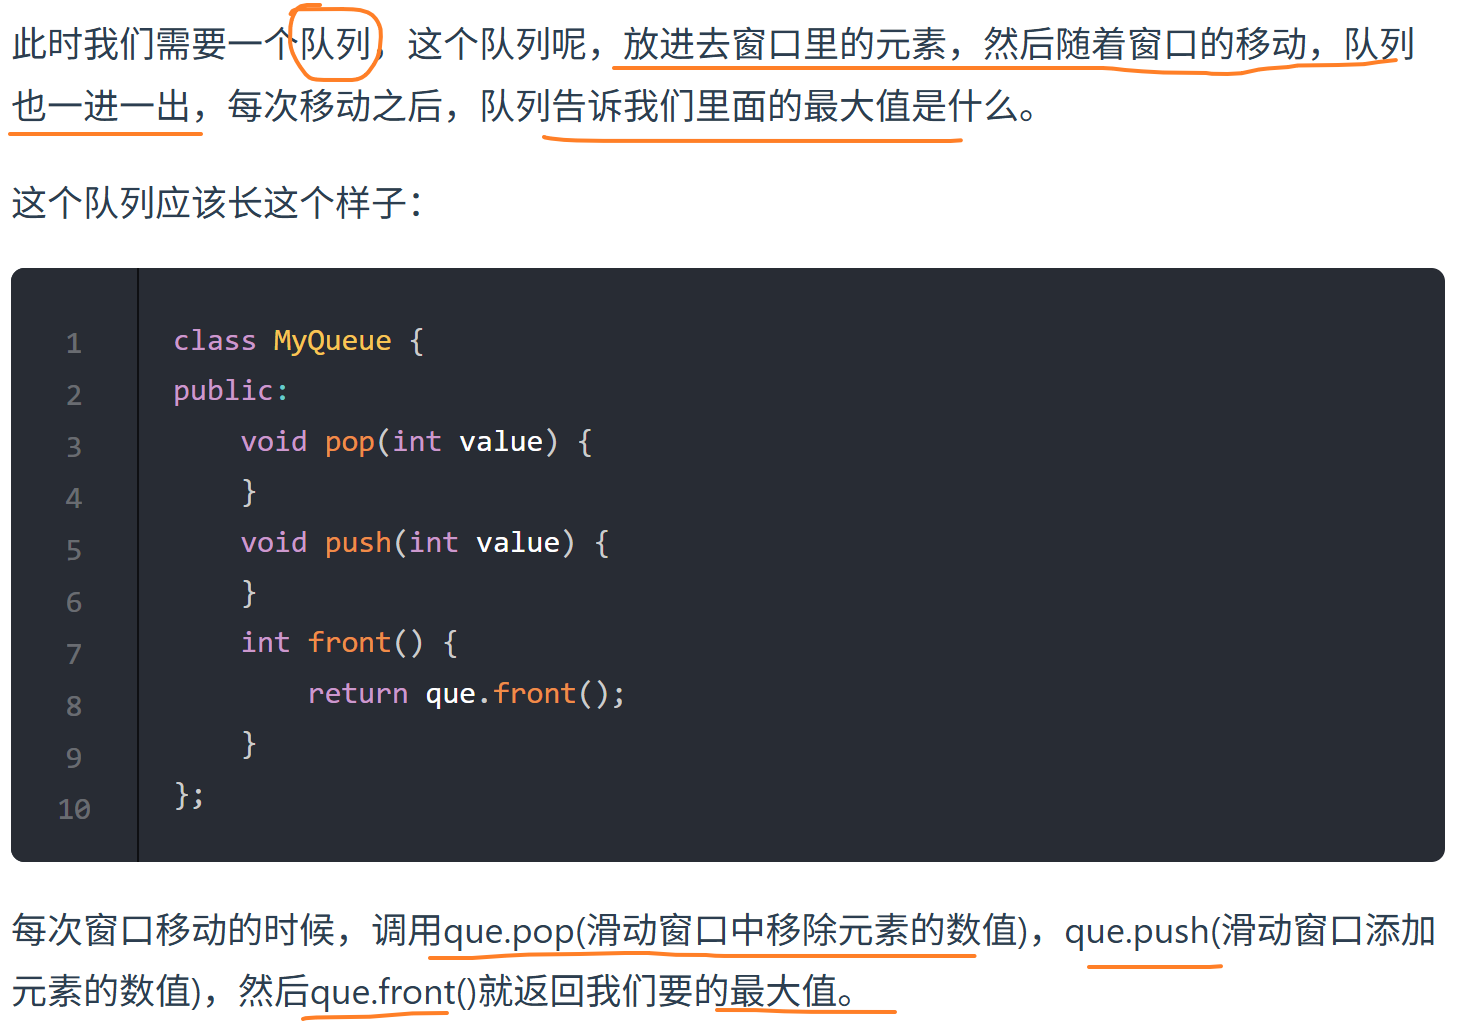 此时我们需要一个队列，这个队列呢，放进去窗口里的元素，然后随着窗口的移动，队列
也一进一出，每次移动之后，队列告诉我们里面的最大值是什么。
这个队列应该长这个样子：
1 class MyQueue {
2 public:
3     void pop(int value) {
4     }
5     void push(int value) {
6     }
7     int front() {
8         return que.front();
9     }
10 };
每次窗口移动的时候，调用que.pop(滑动窗口中移除元素的数值)，que.push(滑动窗口添加
元素的数值)，然后que.front()就返回我们要的最大值。